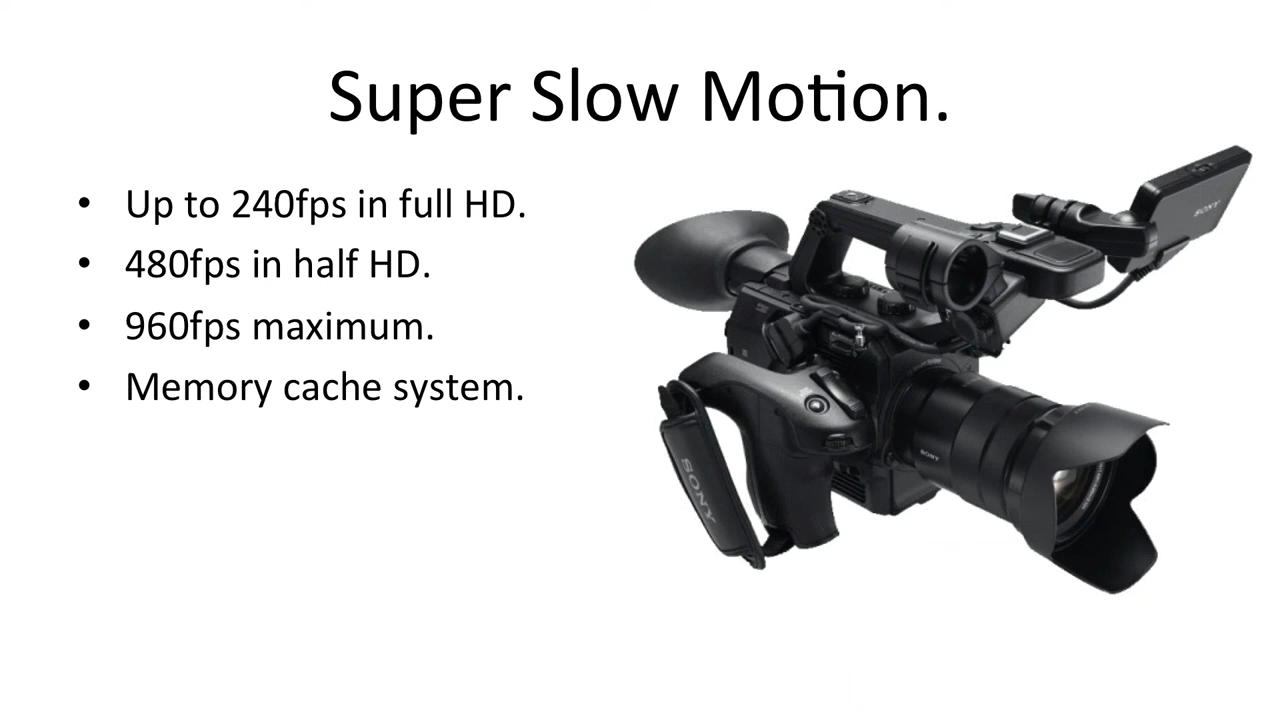 Super Slow Motion.
• Up to 240fps in full HD.
• 480fps in half HD.
• 960fps maximum.
• Memory cache system.
SONY
SONY
SONY